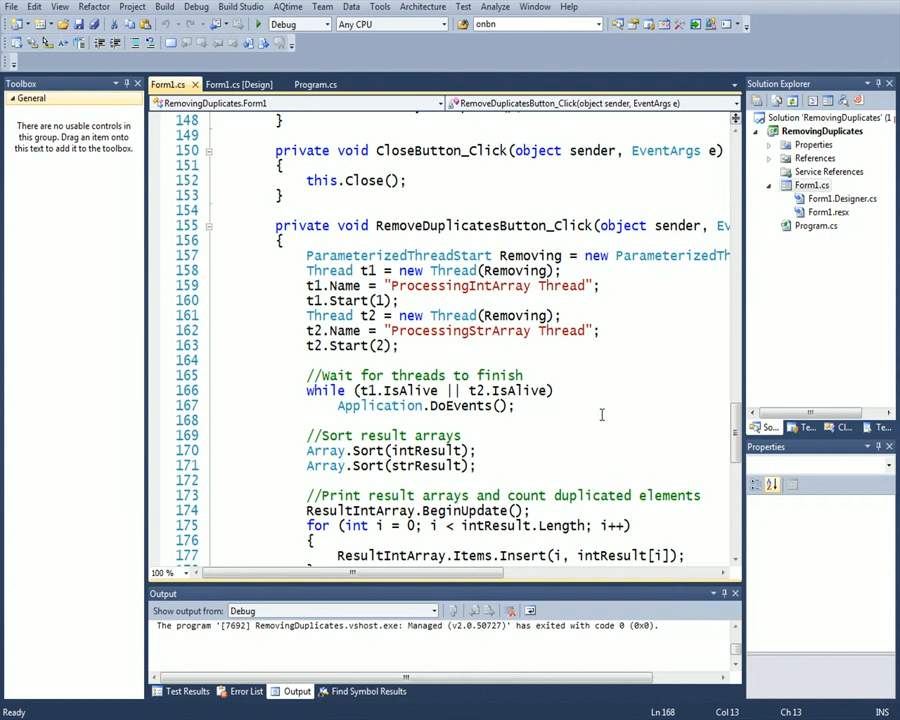 File Edit View Refactor Project Build Debug Build Studio AQtime Team Data Tools Architecture Test Analyze Window Help
Debug Any CPU onbn
Toolbox
General
There are no usable controls in
this group. Drag an item onto
this text to add it to the toolbox.
Form1.cs Form1.cs [Design] Program.cs
RemovingDuplicates.Form1 RemoveDuplicatesButton_Click(object sender, EventArgs e)
148 }
149
150 private void CloseButton_Click(object sender, EventArgs e)
151 {
152 this.Close();
153 }
154
155 private void RemoveDuplicatesButton_Click(object sender, Ev
156 {
157 ParameterizedThreadStart Removing = new ParameterizedTh
158 Thread t1 = new Thread(Removing);
159 t1.Name = "ProcessingIntArray Thread";
160 t1.Start(1);
161 Thread t2 = new Thread(Removing);
162 t2.Name = "ProcessingStrArray Thread";
163 t2.Start(2);
164
165 //Wait for threads to finish
166 while (t1.IsAlive || t2.IsAlive)
167 Application.DoEvents();
168
169 //Sort result arrays
170 Array.Sort(intResult);
171 Array.Sort(strResult);
172
173 //Print result arrays and count duplicated elements
174 ResultIntArray.BeginUpdate();
175 for (int i = 0; i < intResult.Length; i++)
176 {
177 ResultIntArray.Items.Insert(i, intResult[i]);
100 %
Solution Explorer
Solution 'RemovingDuplicates' (1 p
RemovingDuplicates
Properties
References
Service References
Form1.cs
Form1.Designer.cs
Form1.resx
Program.cs
So... Te... Cl... Te...
Properties
Output
Show output from: Debug
The program '[7692] RemovingDuplicates.vshost.exe: Managed (v2.0.50727)' has exited with code 0 (0x0).
Test Results Error List Output Find Symbol Results
Ready Ln 168 Col 13 Ch 13 INS